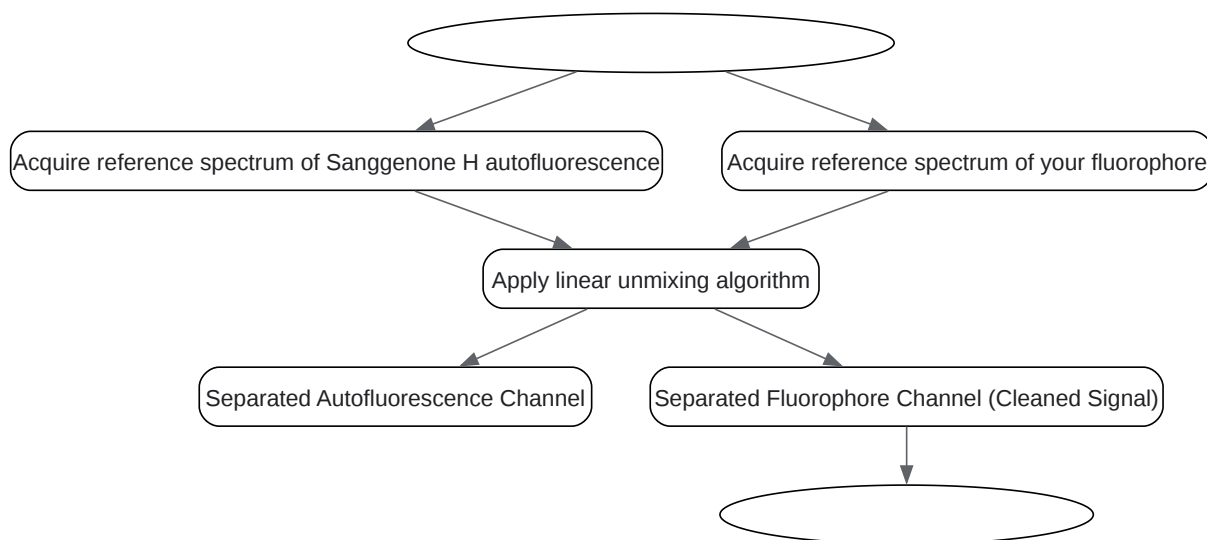 Acquire reference spectrum of Sanggenone H autofluorescence
Acquire reference spectrum of your fluorophore
Apply linear unmixing algorithm
Separated Autofluorescence Channel
Separated Fluorophore Channel (Cleaned Signal)